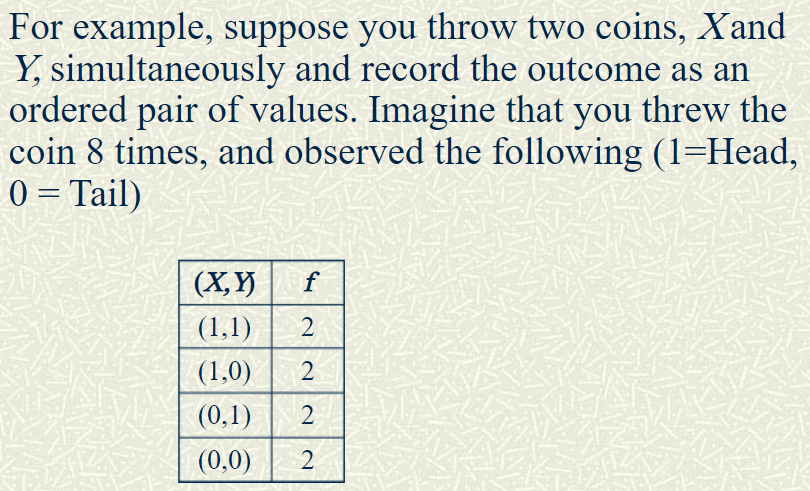 For example, suppose you throw two coins, X and
Y, simultaneously and record the outcome as an
ordered pair of values. Imagine that you threw the
coin 8 times, and observed the following (1=Head,
0 = Tail)
(X,Y) f
(1,1) 2
(1,0) 2
(0,1) 2
(0,0) 2